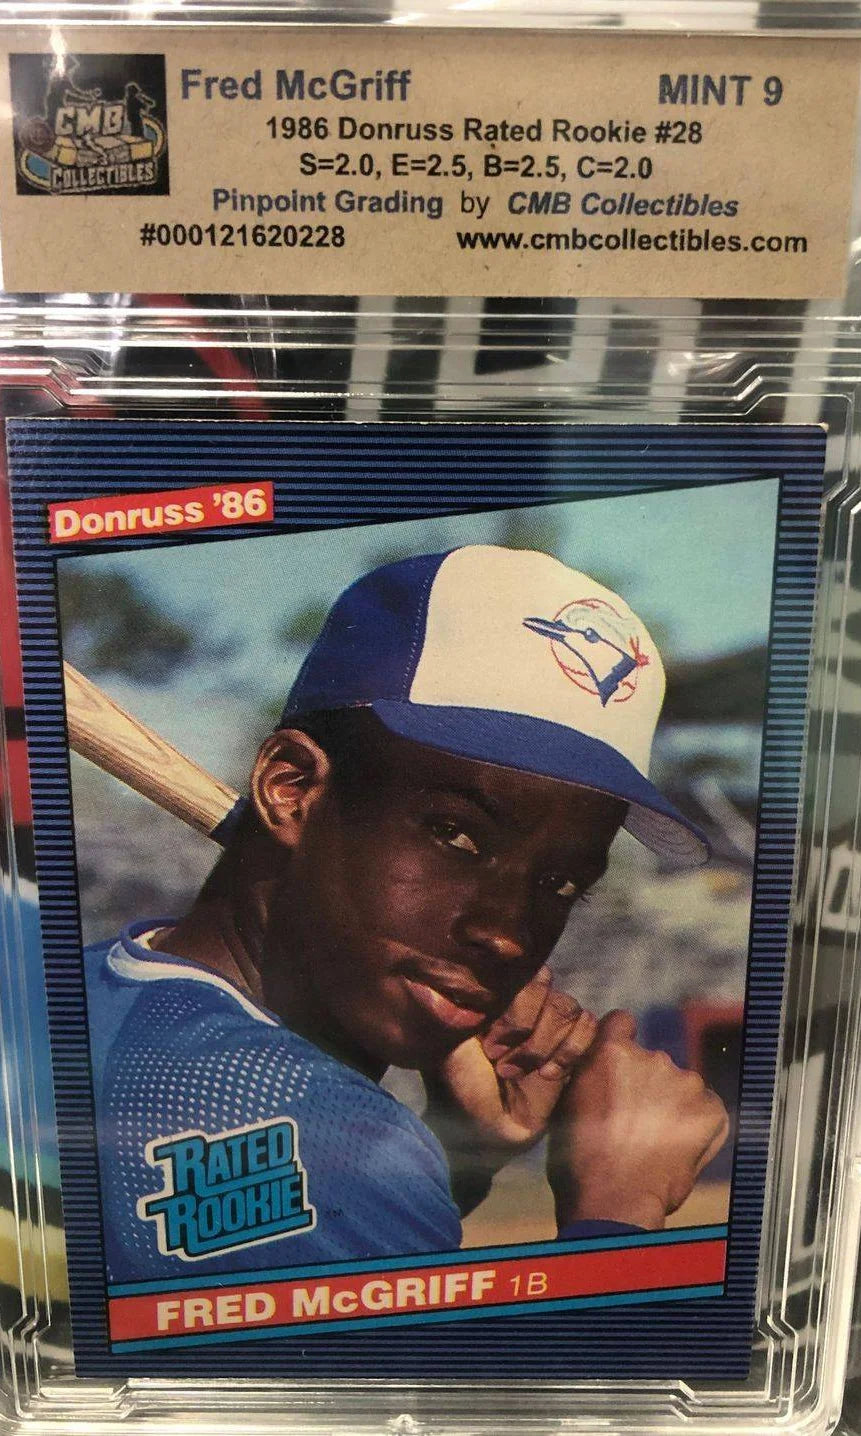 CMB
COLLECTIBLES
Fred McGriff MINT 9
1986 Donruss Rated Rookie #28
S=2.0, E=2.5, B=2.5, C=2.0
Pinpoint Grading by CMB Collectibles
#000121620228 www.cmbcollectibles.com
Donruss '86
RATED
ROOKIE
FRED McGRIFF 1B